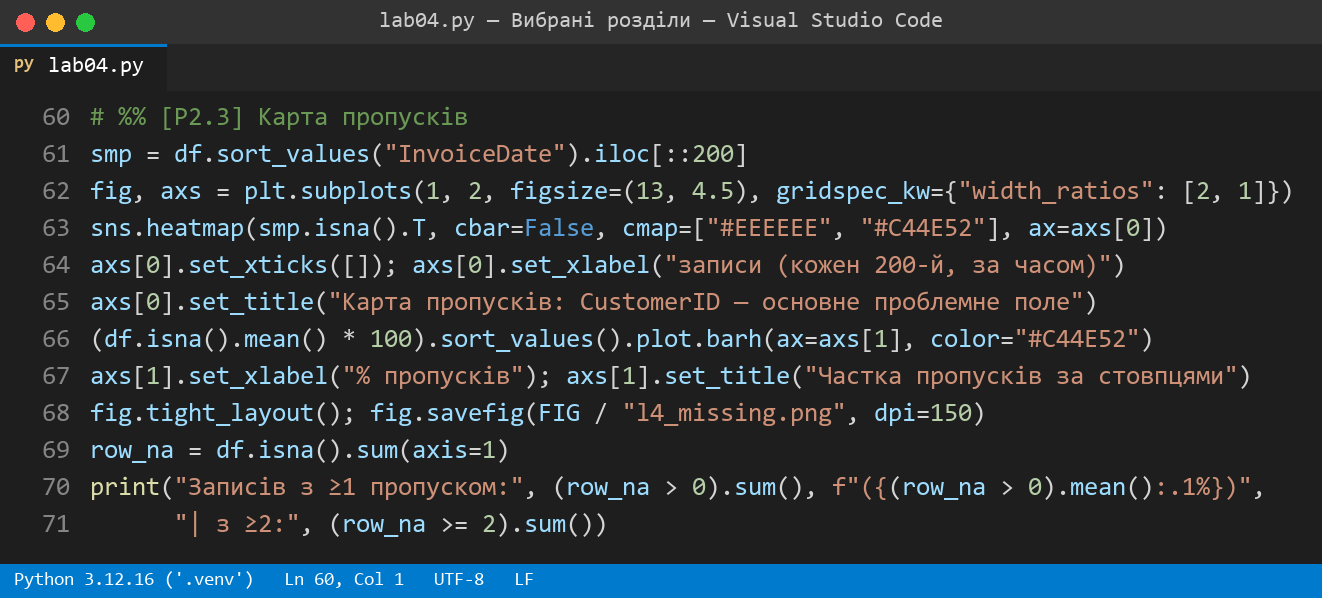 lab04.py — Вибрані розділи — Visual Studio Code
PY lab04.py
60 # %% [P2.3] Карта пропусків
61 smp = df.sort_values("InvoiceDate").iloc[::200]
62 fig, axs = plt.subplots(1, 2, figsize=(13, 4.5), gridspec_kw={"width_ratios": [2, 1]})
63 sns.heatmap(smp.isna().T, cbar=False, cmap=["#EEEEEE", "#C44E52"], ax=axs[0])
64 axs[0].set_xticks([]); axs[0].set_xlabel("записи (кожен 200-й, за часом)")
65 axs[0].set_title("Карта пропусків: CustomerID — основне проблемне поле")
66 (df.isna().mean() * 100).sort_values().plot.barh(ax=axs[1], color="#C44E52")
67 axs[1].set_xlabel("% пропусків"); axs[1].set_title("Частка пропусків за стовпцями")
68 fig.tight_layout(); fig.savefig(FIG / "l4_missing.png", dpi=150)
69 row_na = df.isna().sum(axis=1)
70 print("Записів з ≥1 пропуском:", (row_na > 0).sum(), f"({(row_na > 0).mean():.1%})",
71       "| з ≥2:", (row_na >= 2).sum())
Python 3.12.16 ('.venv') Ln 60, Col 1 UTF-8 LF